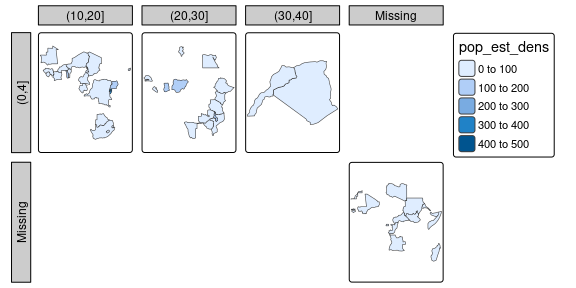 (10,20]
(20,30]
(30,40]
Missing
(0,4]
Missing
pop_est_dens
0 to 100
100 to 200
200 to 300
300 to 400
400 to 500